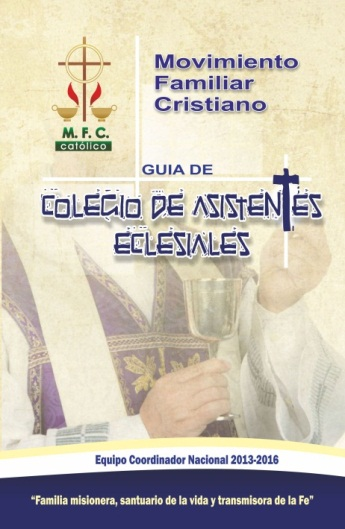 Movimiento
Familiar
Cristiano
M. F. C.
católico
GUIA DE
COLEGIO DE ASISTENTES
ECLESIALES
Equipo Coordinador Nacional 2013-2016
“Familia misionera, santuario de la vida y transmisora de la Fe”